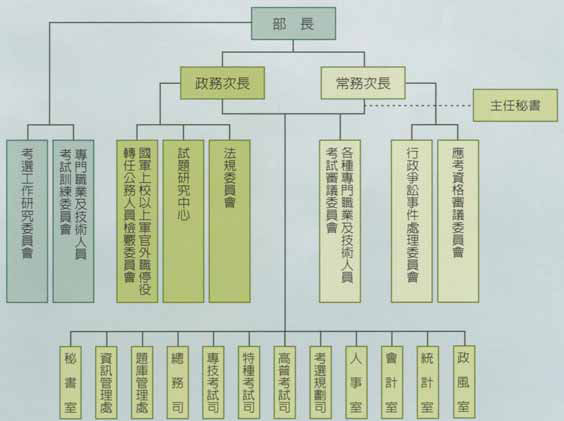 部長
政務次長
常務次長
主任秘書
考選工作研究委員會
專門職業及技術人員
考試訓練委員會
國軍上校以上軍官外職停役
轉任公務人員檢覈委員會
試題研究中心
法規委員會
各種專門職業及技術人員
考試審議委員會
行政爭訟事件處理委員會
應考資格審議委員會
秘書室
資訊管理處
題庫管理處
總務司
專技考試司
特種考試司
高普考試司
考選規劃司
人事室
會計室
統計室
政風室